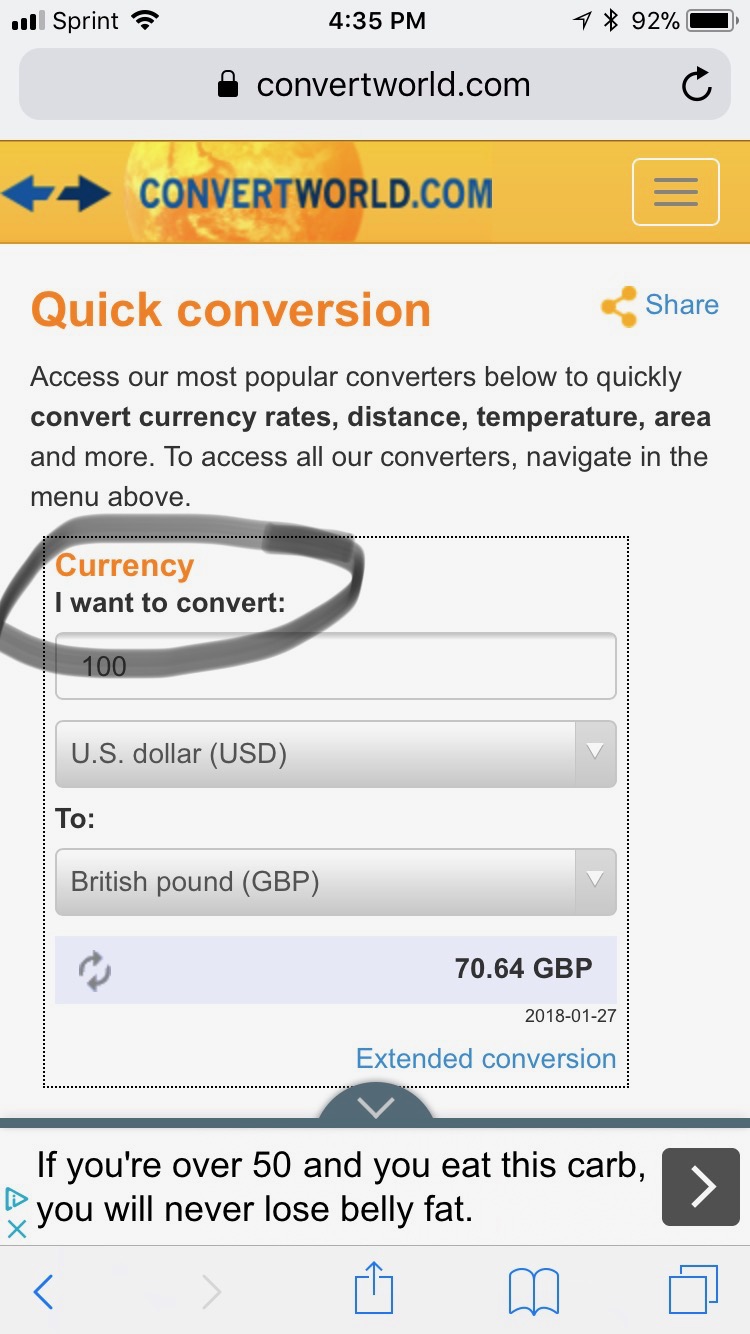 Sprint 4:35 PM 92%
convertworld.com
CONVERTWORLD.COM
Quick conversion
Share
Access our most popular converters below to quickly
convert currency rates, distance, temperature, area
and more. To access all our converters, navigate in the
menu above.
Currency
I want to convert:
100
U.S. dollar (USD)
To:
British pound (GBP)
70.64 GBP
2018-01-27
Extended conversion
If you're over 50 and you eat this carb,
you will never lose belly fat.